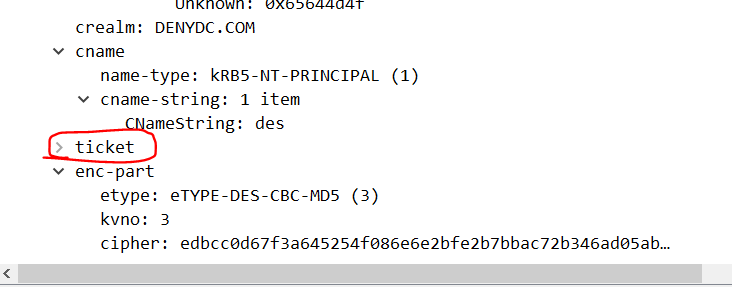 Unknown: 0x65644d4f
crealm: DENYDC.COM
cname
name-type: kRB5-NT-PRINCIPAL (1)
cname-string: 1 item
CNameString: des
ticket
enc-part
etype: eTYPE-DES-CBC-MD5 (3)
kvno: 3
cipher: edbcc0d67f3a645254f086e6e2bfe2b7bbac72b346ad05ab…